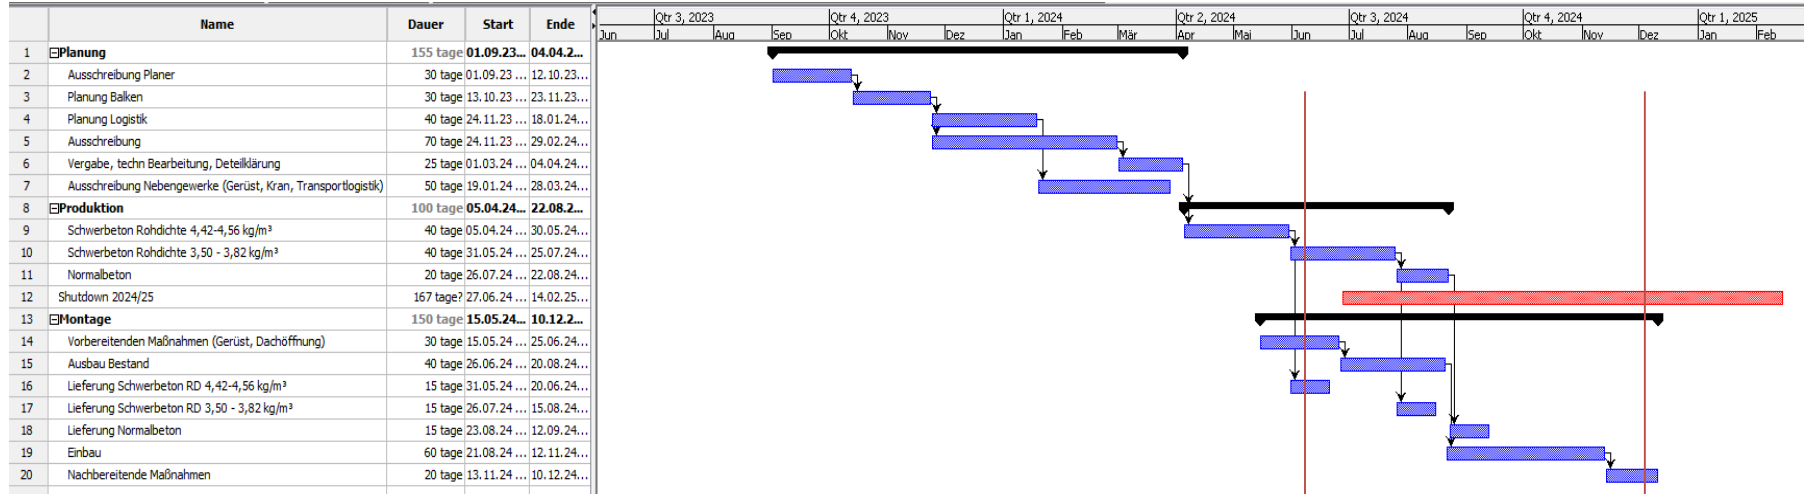 Name Dauer Start Ende
Qtr 3, 2023 Qtr 4, 2023 Qtr 1, 2024 Qtr 2, 2024 Qtr 3, 2024 Qtr 4, 2024 Qtr 1, 2025
Jun Jul Aug Sep Okt Nov Dez Jan Feb Mär Apr Mai Jun Jul Aug Sep Okt Nov Dez Jan Feb
1 Planung 155 tage 01.09.23... 04.04.2...
2 Ausschreibung Planer 30 tage 01.09.23 ... 12.10.23...
3 Planung Balken 30 tage 13.10.23 ... 23.11.23...
4 Planung Logistik 40 tage 24.11.23 ... 18.01.24...
5 Ausschreibung 70 tage 24.11.23 ... 29.02.24...
6 Vergabe, techn Bearbeitung, Deteilklärung 25 tage 01.03.24 ... 04.04.24...
7 Ausschreibung Nebengewerke (Gerüst, Kran, Transportlogistik) 50 tage 19.01.24 ... 28.03.24...
8 Produktion 100 tage 05.04.24... 22.08.2...
9 Schwerbeton Rohdichte 4,42-4,56 kg/m³ 40 tage 05.04.24 ... 30.05.24...
10 Schwerbeton Rohdichte 3,50 - 3,82 kg/m³ 40 tage 31.05.24 ... 25.07.24...
11 Normalbeton 20 tage 26.07.24 ... 22.08.24...
12 Shutdown 2024/25 167 tage? 27.06.24 ... 14.02.25...
13 Montage 150 tage 15.05.24... 10.12.2...
14 Vorbereitenden Maßnahmen (Gerüst, Dachöffnung) 30 tage 15.05.24 ... 25.06.24...
15 Ausbau Bestand 40 tage 26.06.24 ... 20.08.24...
16 Lieferung Schwerbeton RD 4,42-4,56 kg/m³ 15 tage 31.05.24 ... 20.06.24...
17 Lieferung Schwerbeton RD 3,50 - 3,82 kg/m³ 15 tage 26.07.24 ... 15.08.24...
18 Lieferung Normalbeton 15 tage 23.08.24 ... 12.09.24...
19 Einbau 60 tage 21.08.24 ... 12.11.24...
20 Nachbereitende Maßnahmen 20 tage 13.11.24 ... 10.12.24...